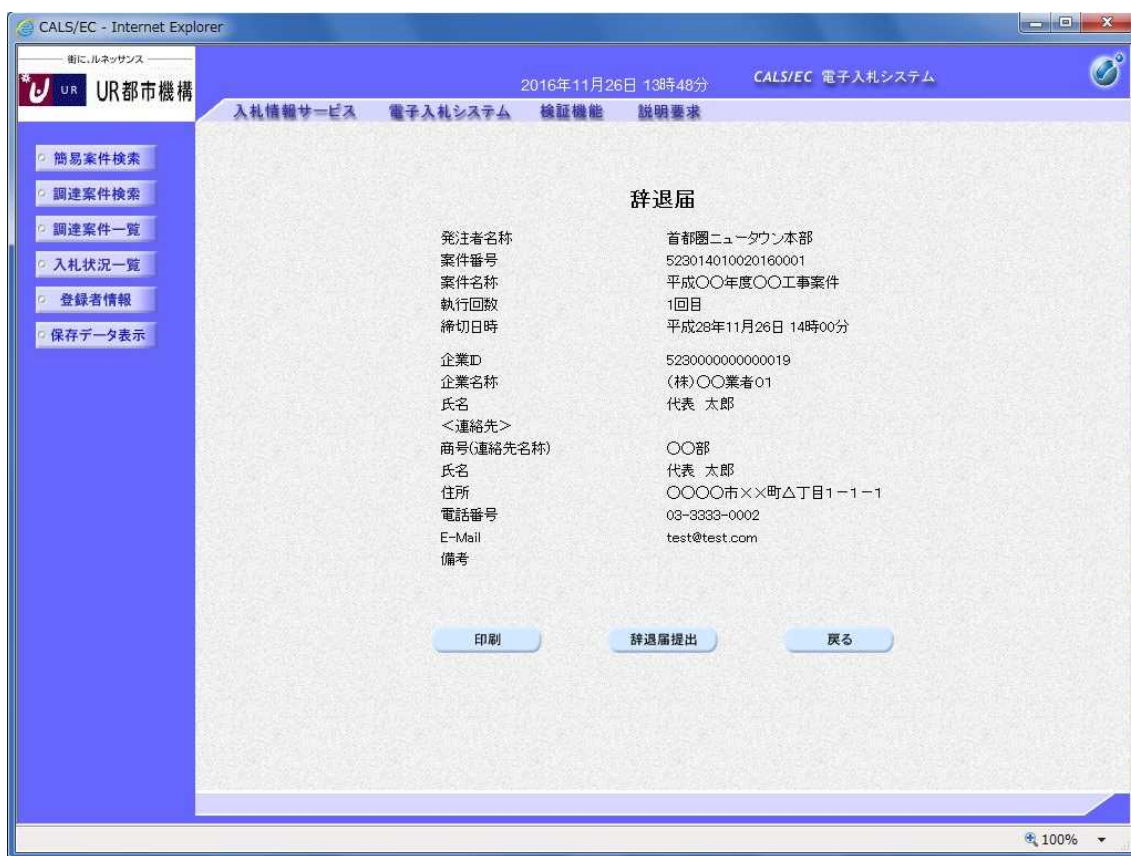 CALS/EC - Internet Explorer
街に、ルネッサンス
UR UR都市機構
2016年11月26日 13時48分 CALS/EC 電子入札システム
入札情報サービス 電子入札システム 検証機能 説明要求
簡易案件検索
調達案件検索
調達案件一覧
入札状況一覧
登録者情報
保存データ表示
辞退届
発注者名称 首都圏ニュータウン本部
案件番号 523014010020160001
案件名称 平成〇〇年度〇〇工事案件
執行回数 1回目
締切日時 平成28年11月26日 14時00分
企業ID 5230000000000019
企業名称 (株)〇〇業者01
氏名 代表 太郎
<連絡先>
商号(連絡先名称) 〇〇部
氏名 代表 太郎
住所 〇〇〇〇市××町△丁目1-1-1
電話番号 03-3333-0002
E-Mail test@test.com
備考
印刷 辞退届提出 戻る
100%